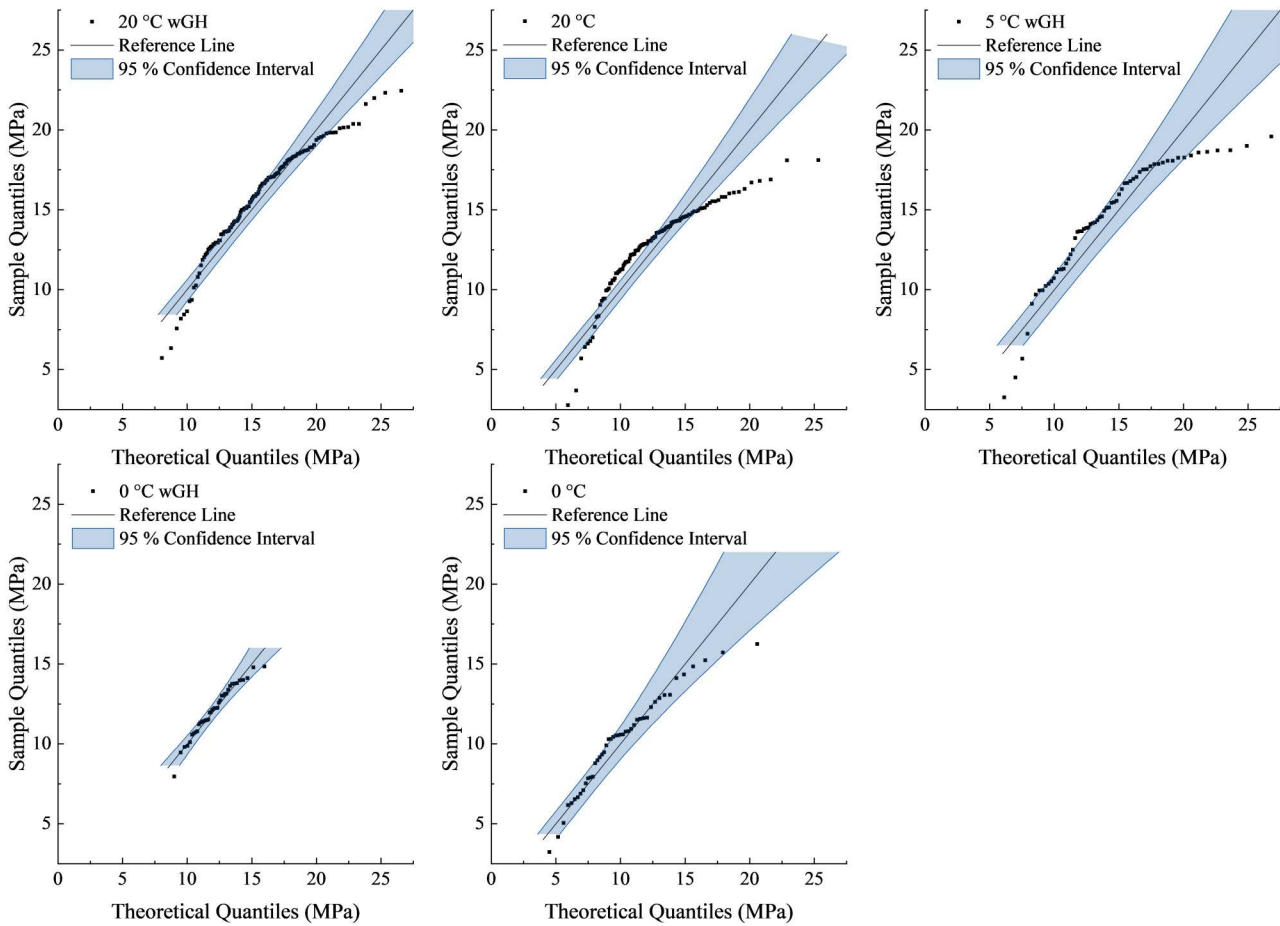 20 °C wGH
Reference Line
95 % Confidence Interval
25
20
15
10
5
0 5 10 15 20 25
Sample Quantiles (MPa)
Theoretical Quantiles (MPa)
20 °C
Reference Line
95 % Confidence Interval
25
20
15
10
5
0 5 10 15 20 25
Sample Quantiles (MPa)
Theoretical Quantiles (MPa)
5 °C wGH
Reference Line
95 % Confidence Interval
25
20
15
10
5
0 5 10 15 20 25
Sample Quantiles (MPa)
Theoretical Quantiles (MPa)
0 °C wGH
Reference Line
95 % Confidence Interval
25
20
15
10
5
0 5 10 15 20 25
Sample Quantiles (MPa)
Theoretical Quantiles (MPa)
0 °C
Reference Line
95 % Confidence Interval
25
20
15
10
5
0 5 10 15 20 25
Sample Quantiles (MPa)
Theoretical Quantiles (MPa)